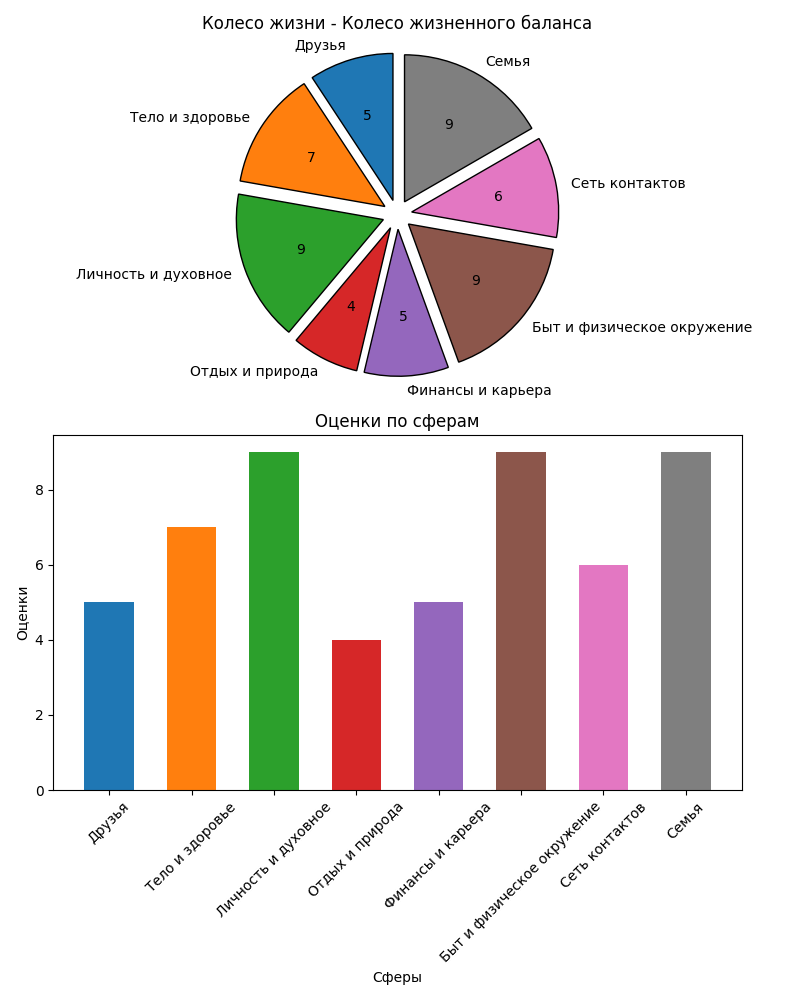 Колесо жизни - Колесо жизненного баланса
Друзья
Семья
Тело и здоровье
5
9
7
Сеть контактов
6
9
Личность и духовное
9
4
5
Быт и физическое окружение
Отдых и природа
Финансы и карьера
Оценки по сферам
8
6
4
2
0
Оценки
Друзья
Тело и здоровье
Личность и духовное
Отдых и природа
Финансы и карьера
Быт и физическое окружение
Сеть контактов
Семья
Сферы